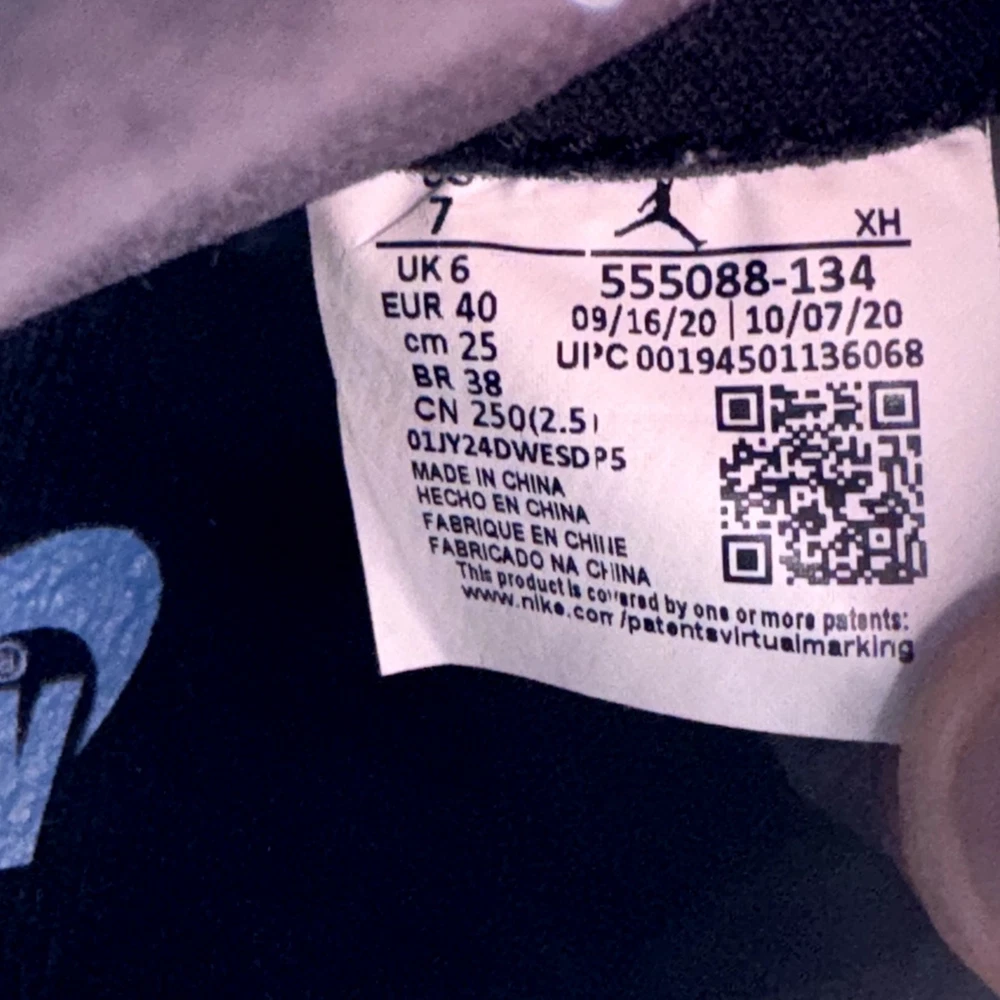 7
XH
UK 6
555088-134
EUR 40
09/16/20 | 10/07/20
cm 25
UPC 00194501136068
BR 38
CN 250(2.5)
01JY24DWESDP5
MADE IN CHINA
HECHO EN CHINA
FABRIQUE EN CHINE
FABRICADO NA CHINA
This product is covered by one or more patents:
www.nike.com/patentsvirtualmarking